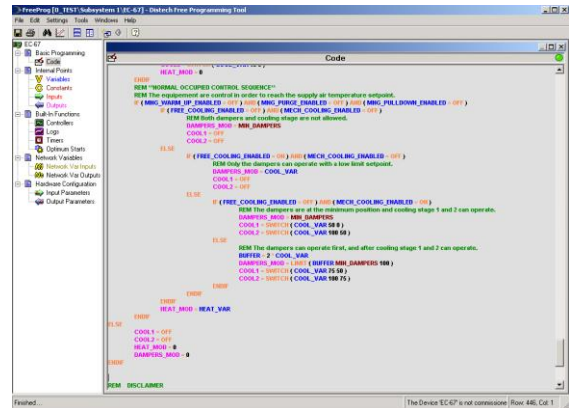 FreeProg [D_TEST\Subsystem 1\EC-67] - Distech Free Programming Tool
File Edit Settings Tools Windows Help
EC-67
Basic Programming
Code
Internal Points
Variables
Constants
Inputs
Outputs
Built-In Functions
Controllers
Logs
Timers
Optimum Starts
Network Variables
Network Var Inputs
Network Var Outputs
Hardware Configuration
Input Parameters
Output Parameters
Code
HEAT_MOD = 0
ENDIF
REM "NORMAL OCCUPIED CONTROL SEQUENCE"
REM The equipement are control in order to reach the supply air temperature setpoint.
IF ( MNG_WARM_UP_ENABLED = OFF ) AND ( MNG_PURGE_ENABLED = OFF ) AND ( MNG_PULLDOWN_ENABLED = OFF )
IF ( FREE_COOLING_ENABLED = OFF ) AND ( MECH_COOLING_ENABLED = OFF )
REM Both dampers and cooling stage are not allowed.
DAMPERS_MOD = MIN_DAMPERS
COOL1 = OFF
COOL2 = OFF
ELSE
IF ( FREE_COOLING_ENABLED = ON ) AND ( MECH_COOLING_ENABLED = OFF )
REM Only the dampers can operate with a low limit setpoint.
DAMPERS_MOD = COOL_VAR
COOL1 = OFF
COOL2 = OFF
ELSE
IF ( FREE_COOLING_ENABLED = OFF ) AND ( MECH_COOLING_ENABLED = ON )
REM The dampers are at the minimum position and cooling stage 1 and 2 can operate.
DAMPERS_MOD = MIN_DAMPERS
COOL1 = SWITCH ( COOL_VAR 50 0 )
COOL2 = SWITCH ( COOL_VAR 100 50 )
ELSE
REM The dampers can operate first, and after cooling stage 1 and 2 can operate.
BUFFER = 2 * COOL_VAR
DAMPERS_MOD = LIMIT ( BUFFER MIN_DAMPERS 100 )
COOL1 = SWITCH ( COOL_VAR 75 50 )
COOL2 = SWITCH ( COOL_VAR 100 75 )
ENDIF
ENDIF
ENDIF
HEAT_MOD = HEAT_VAR
ENDIF
ELSE
COOL1 = OFF
COOL2 = OFF
HEAT_MOD = 0
DAMPERS_MOD = 0
ENDIF
REM DISCLAIMER
Finished...
The Device 'EC-67' is not commissione Row: 446, Col: 1